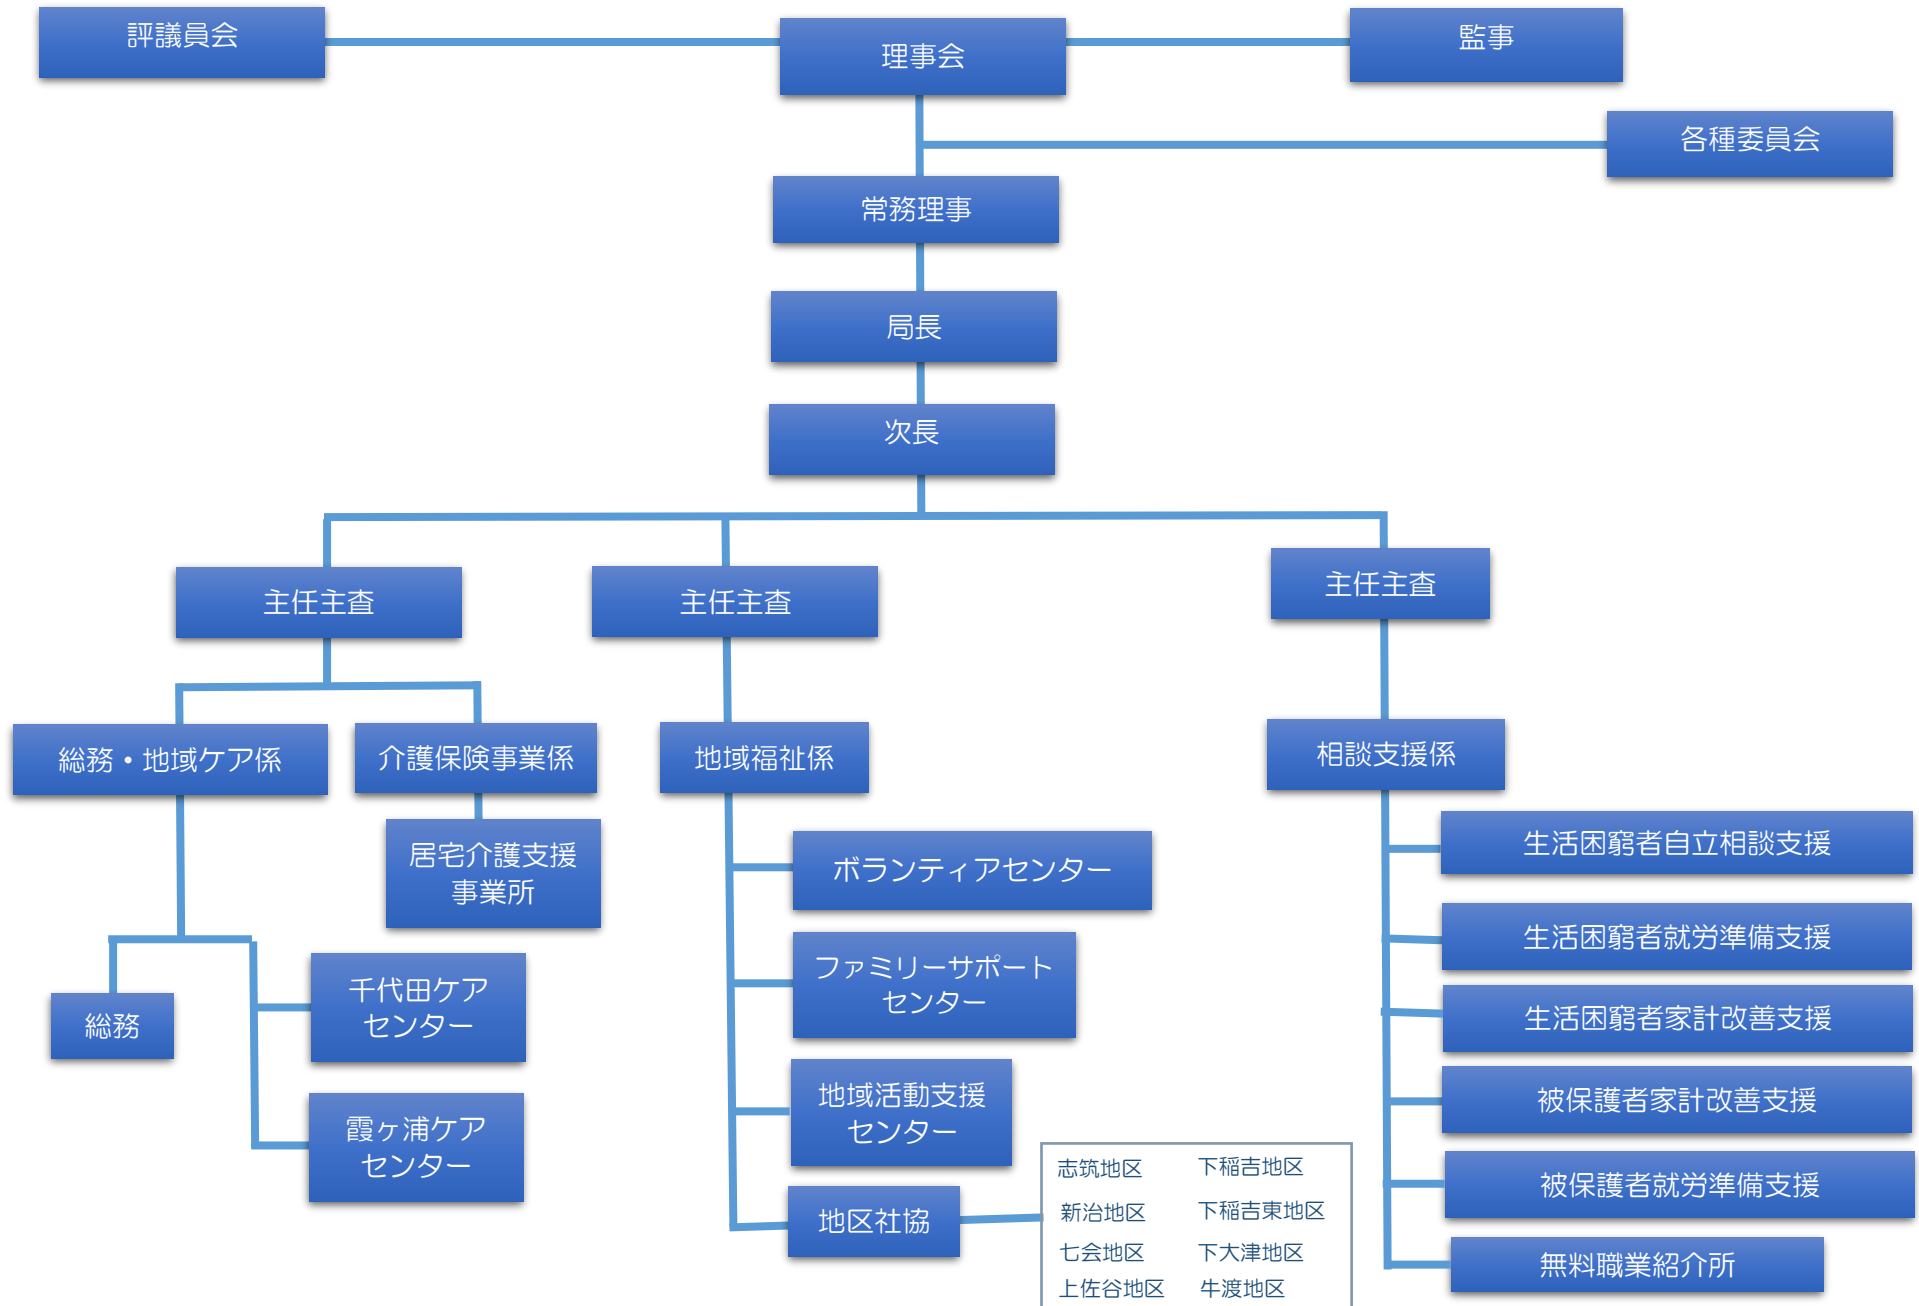 評議員会
理事会
監事
各種委員会
常務理事
局長
次長
主任主査
主任主査
主任主査
総務・地域ケア係
介護保険事業係
地域福祉係
相談支援係
居宅介護支援
事業所
総務
千代田ケア
センター
霞ヶ浦ケア
センター
ボランティアセンター
ファミリーサポート
センター
地域活動支援
センター
地区社協
志筑地区
下稲吉地区
新治地区
下稲吉東地区
七会地区
下大津地区
上佐谷地区
牛渡地区
生活困窮者自立相談支援
生活困窮者就労準備支援
生活困窮者家計改善支援
被保護者家計改善支援
被保護者就労準備支援
無料職業紹介所